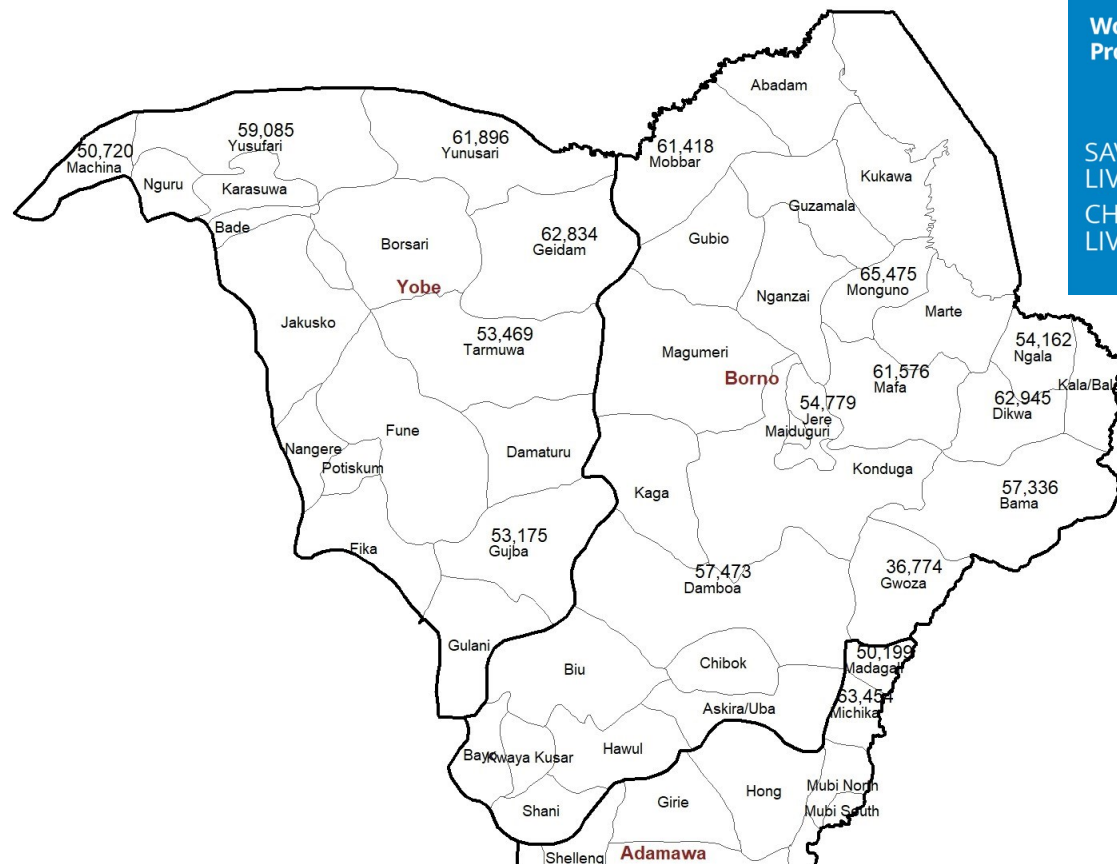 Wo
Pro
SAV
LIV
CH
LIV
Abadam
59,085
Yusufari
61,896
Yunusari
61,418
Mobbar
50,720
Machina
Kukawa
Nguru
Karasuwa
Guzamala
Bade
62,834
Geidam
Borsari
Gubio
65,475
Monguno
Yobe
Nganzai
Marte
Jakusko
53,469
Tarmuwa
54,162
Ngala
Magumeri
Borno
61,576
Mafa
Kala/Bal
62,945
Dikwa
54,779
Jere
Maiduguri
Fune
Nangere
Damaturu
Potiskum
Konduga
Kaga
57,336
Bama
53,175
Gujba
Fika
57,473
Damboa
36,774
Gwoza
Gulani
50,199
Madagali
Biu
Chibok
63,454
Michika
Askira/Uba
Bayo
Kwaya Kusar
Hawul
Mubi North
Hong
Girie
Mubi South
Shani
Shelleng
Adamawa